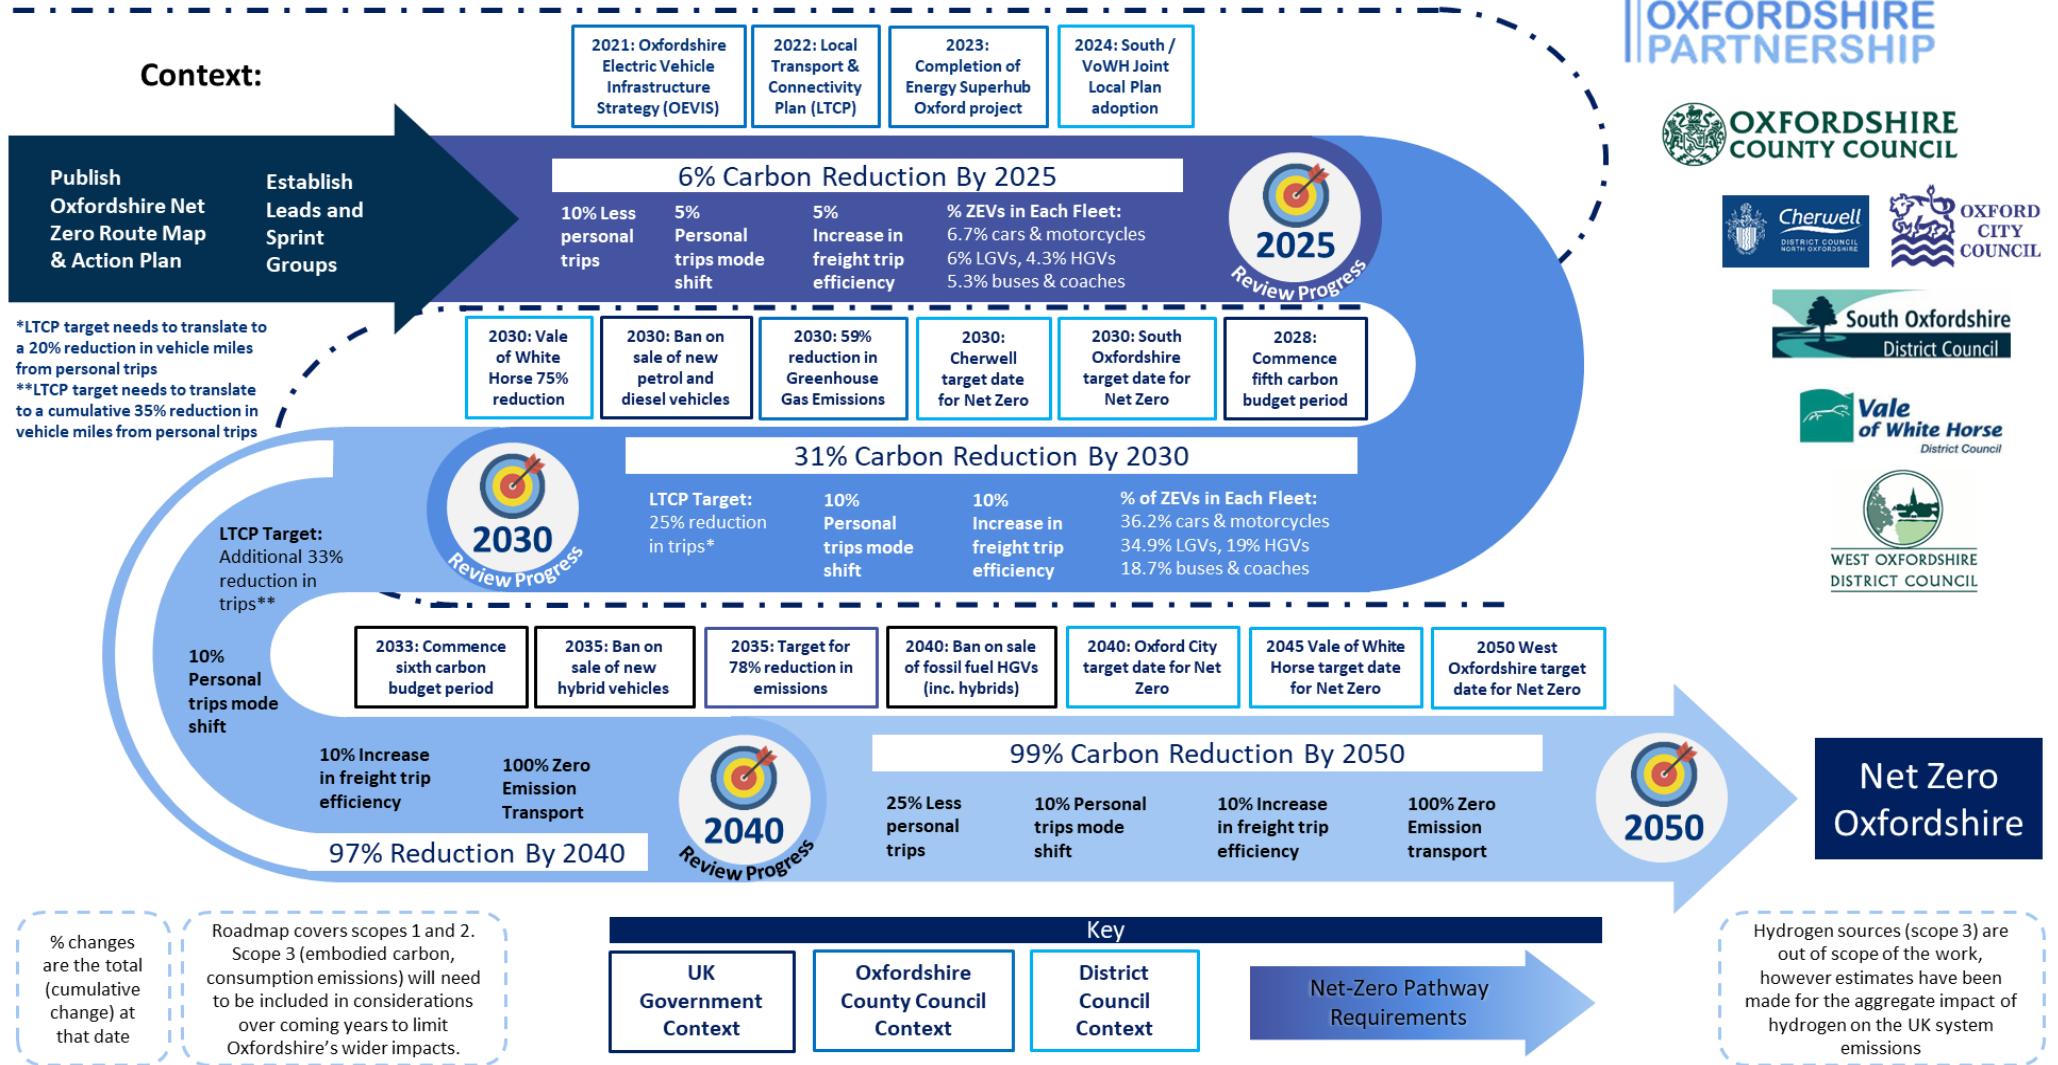 OXFORDSHIRE
PARTNERSHIP
Context:
2021: Oxfordshire
Electric Vehicle
Infrastructure
Strategy (OEVIS)
2022: Local
Transport &
Connectivity
Plan (LTCP)
2023:
Completion of
Energy Superhub
Oxford project
2024: South /
VoWH Joint
Local Plan
adoption
OXFORDSHIRE
COUNTY COUNCIL
Cherwell
DISTRICT COUNCIL
NORTH OXFORDSHIRE
OXFORD
CITY
COUNCIL
South Oxfordshire
District Council
Vale
of White Horse
District Council
WEST OXFORDSHIRE
DISTRICT COUNCIL
Publish
Oxfordshire Net
Zero Route Map
& Action Plan
Establish
Leads and
Sprint
Groups
6% Carbon Reduction By 2025
10% Less
personal
trips
5%
Personal
trips mode
shift
5%
Increase in
freight trip
efficiency
% ZEVs in Each Fleet:
6.7% cars & motorcycles
6% LGVs, 4.3% HGVs
5.3% buses & coaches
2025
Review Progress
*LTCP target needs to translate to
a 20% reduction in vehicle miles
from personal trips
**LTCP target needs to translate
to a cumulative 35% reduction in
vehicle miles from personal trips
2030: Vale
of White
Horse 75%
reduction
2030: Ban on
sale of new
petrol and
diesel vehicles
2030: 59%
reduction in
Greenhouse
Gas Emissions
2030:
Cherwell
target date
for Net Zero
2030: South
Oxfordshire
target date for
Net Zero
2028:
Commence
fifth carbon
budget period
31% Carbon Reduction By 2030
2030
Review Progress
LTCP Target:
25% reduction
in trips*
10%
Personal
trips mode
shift
10%
Increase in
freight trip
efficiency
% of ZEVs in Each Fleet:
36.2% cars & motorcycles
34.9% LGVs, 19% HGVs
18.7% buses & coaches
LTCP Target:
Additional 33%
reduction in
trips**
10%
Personal
trips mode
shift
10% Increase
in freight trip
efficiency
100% Zero
Emission
Transport
97% Reduction By 2040
2040
Review Progress
2033: Commence
sixth carbon
budget period
2035: Ban on
sale of new
hybrid vehicles
2035: Target for
78% reduction in
emissions
2040: Ban on sale
of fossil fuel HGVs
(inc. hybrids)
2040: Oxford City
target date for Net
Zero
2045 Vale of White
Horse target date
for Net Zero
2050 West
Oxfordshire target
date for Net Zero
99% Carbon Reduction By 2050
25% Less
personal
trips
10% Personal
trips mode
shift
10% Increase
in freight trip
efficiency
100% Zero
Emission
transport
2050
Net Zero
Oxfordshire
% changes
are the total
(cumulative
change) at
that date
Roadmap covers scopes 1 and 2.
Scope 3 (embodied carbon,
consumption emissions) will need
to be included in considerations
over coming years to limit
Oxfordshire's wider impacts.
Key
UK
Government
Context
Oxfordshire
County Council
Context
District
Council
Context
Net-Zero Pathway
Requirements
Hydrogen sources (scope 3) are
out of scope of the work,
however estimates have been
made for the aggregate impact of
hydrogen on the UK system
emissions